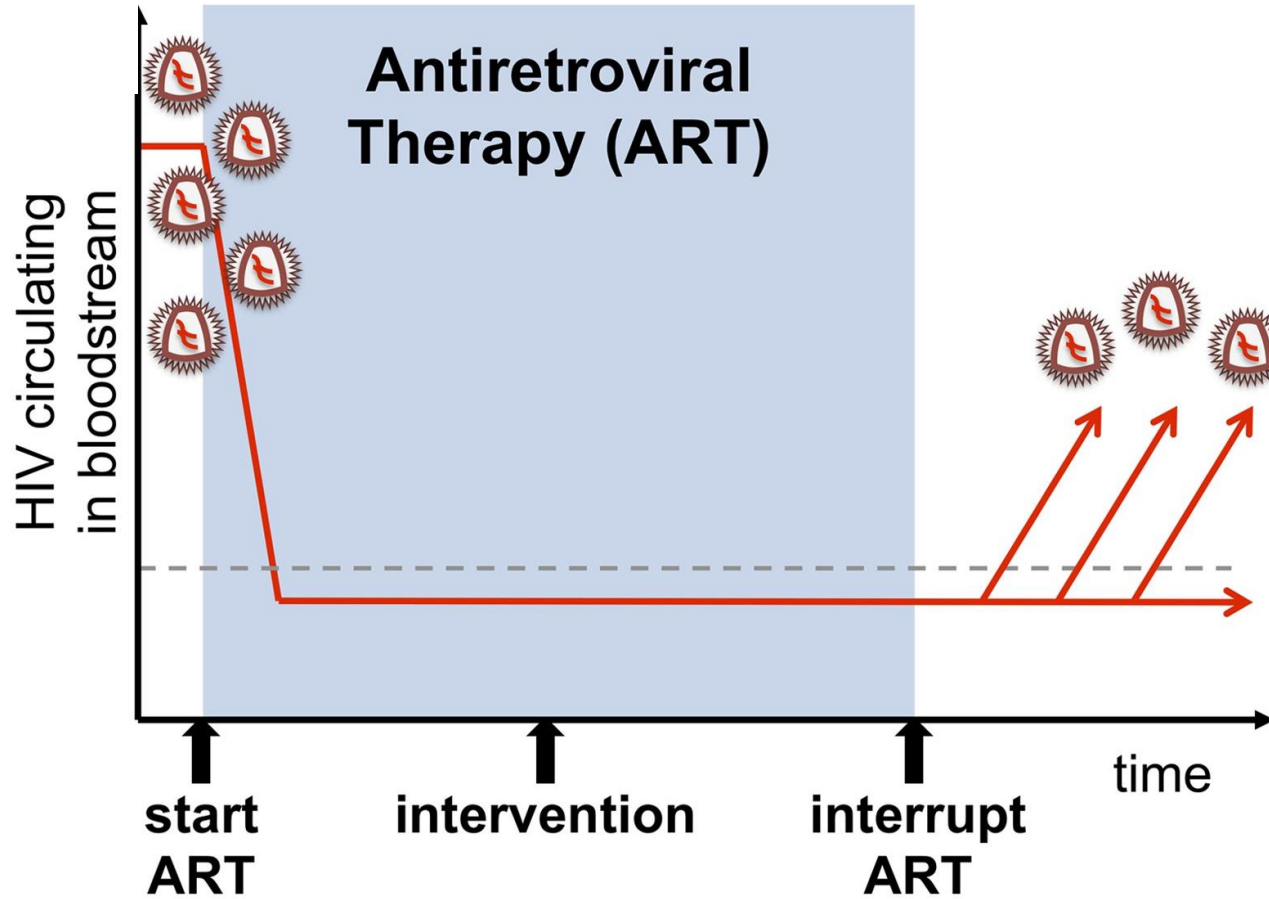 Antiretroviral
Therapy (ART)
HIV circulating
in bloodstream
time
start
ART
intervention
interrupt
ART